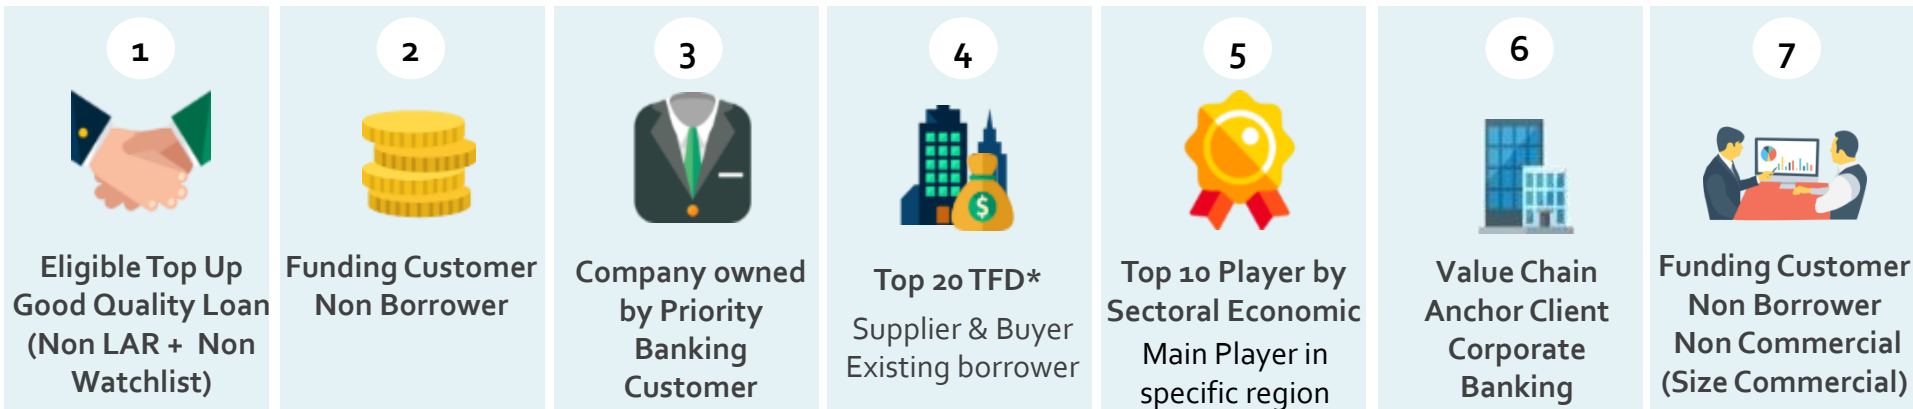 1
Eligible Top Up
Good Quality Loan
(Non LAR + Non
Watchlist)
2
Funding Customer
Non Borrower
3
Company owned
by Priority
Banking
Customer
4
Top 20 TFD*
Supplier & Buyer
Existing borrower
5
Top 10 Player by
Sectoral Economic
Main Player in
specific region
6
Value Chain
Anchor Client
Corporate
Banking
7
Funding Customer
Non Borrower
Non Commercial
(Size Commercial)